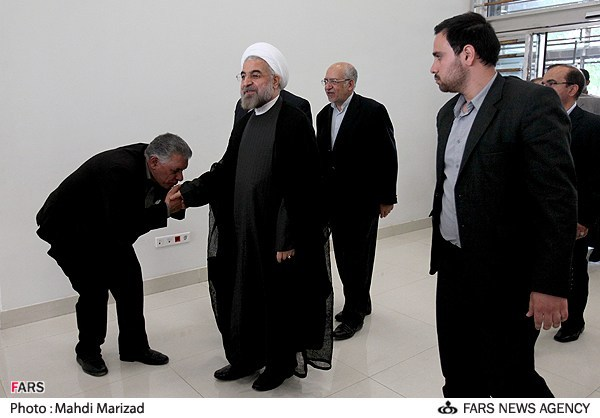 FARS
Photo : Mahdi Marizad
FARS NEWS AGENCY